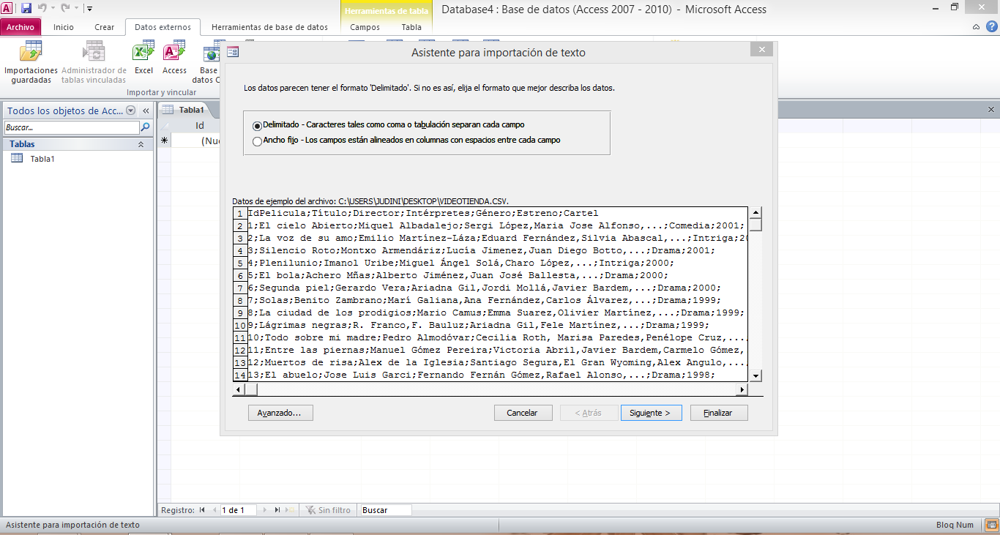 Herramientas de tabla
Database4 : Base de datos (Access 2007 - 2010) - Microsoft Access
Archivo
Inicio
Crear
Datos externos
Herramientas de base de datos
Campos
Tabla
Importaciones guardadas
Administrador de tablas vinculadas
Excel
Access
Base
datos
Importar y vincular
Todos los objetos de Acc...
Buscar...
Tablas
Tabla1
Tabla1
Id
(Nue
Asistente para importación de texto
Los datos parecen tener el formato 'Delimitado'. Si no es así, elija el formato que mejor describa los datos.
Delimitado - Caracteres tales como coma o tabulación separan cada campo
Ancho fijo - Los campos están alineados en columnas con espacios entre cada campo
Datos de ejemplo del archivo: C:\USERS\JUDINI\DESKTOP\VIDEOTIENDA.CSV.
1 IdPelicula;Título;Director;Intérpretes;Género;Estreno;Cartel
2 1;El cielo Abierto;Miquel Albadalejo;Sergi López,Maria Jose Alfonso,...;Comedia;2001;
3 2;La voz de su amo;Emilio Martínez-Láza;Eduard Fernández,Silvia Abascal,...;Intriga;20
4 3;Silencio Roto;Montxo Armendáriz;Lucía Jimenez,Juan Diego Botto,...;Drama;2001;
5 4;Plenilunio;Imanol Uribe;Miguel Ángel Solá,Charo López,...;Intriga;2000;
6 5;El bola;Achero Mñas;Alberto Jiménez,Juan José Ballesta,...;Drama;2000;
7 6;Segunda piel;Gerardo Vera;Ariadna Gil,Jordi Mollá,Javier Bardem,...;Drama;2000;
8 7;Solas;Benito Zambrano;Marí Galiana,Ana Fernández,Carlos Álvarez,...;Drama;1999;
9 8;La ciudad de los prodigios;Mario Camus;Emma Suarez,Olivier Martínez,...;Drama;1999;
10 9;Lágrimas negras;R. Franco,F. Bauluz;Ariadna Gil,Fele Martínez,...;Drama;1999;
11 10;Todo sobre mi madre;Pedro Almodóvar;Cecilia Roth, Marisa Paredes,Penélope Cruz,...
12 11;Entre las piernas;Manuel Gómez Pereira;Victoria Abril,Javier Bardem,Carmelo Gómez,
13 12;Muertos de risa;Alex de la Iglesia;Santiago Segura,El Gran Wyoming,Alex Angulo,...
14 13;El abuelo;Jose Luis Garci;Fernando Fernán Gómez,Rafael Alonso,...;Drama;1998;
Avanzado...
Cancelar
< Atrás
Siguiente >
Finalizar
Registro:
1 de 1
Sin filtro
Buscar
Asistente para importación de texto
Bloq Num